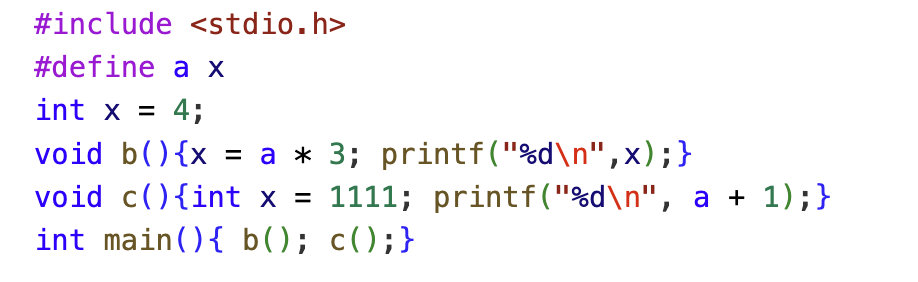 #include <stdio.h>
#define a x
int x = 4;
void b(){x = a * 3; printf("%d\n",x);}
void c(){int x = 1111; printf("%d\n", a + 1);}
int main(){ b(); c();}